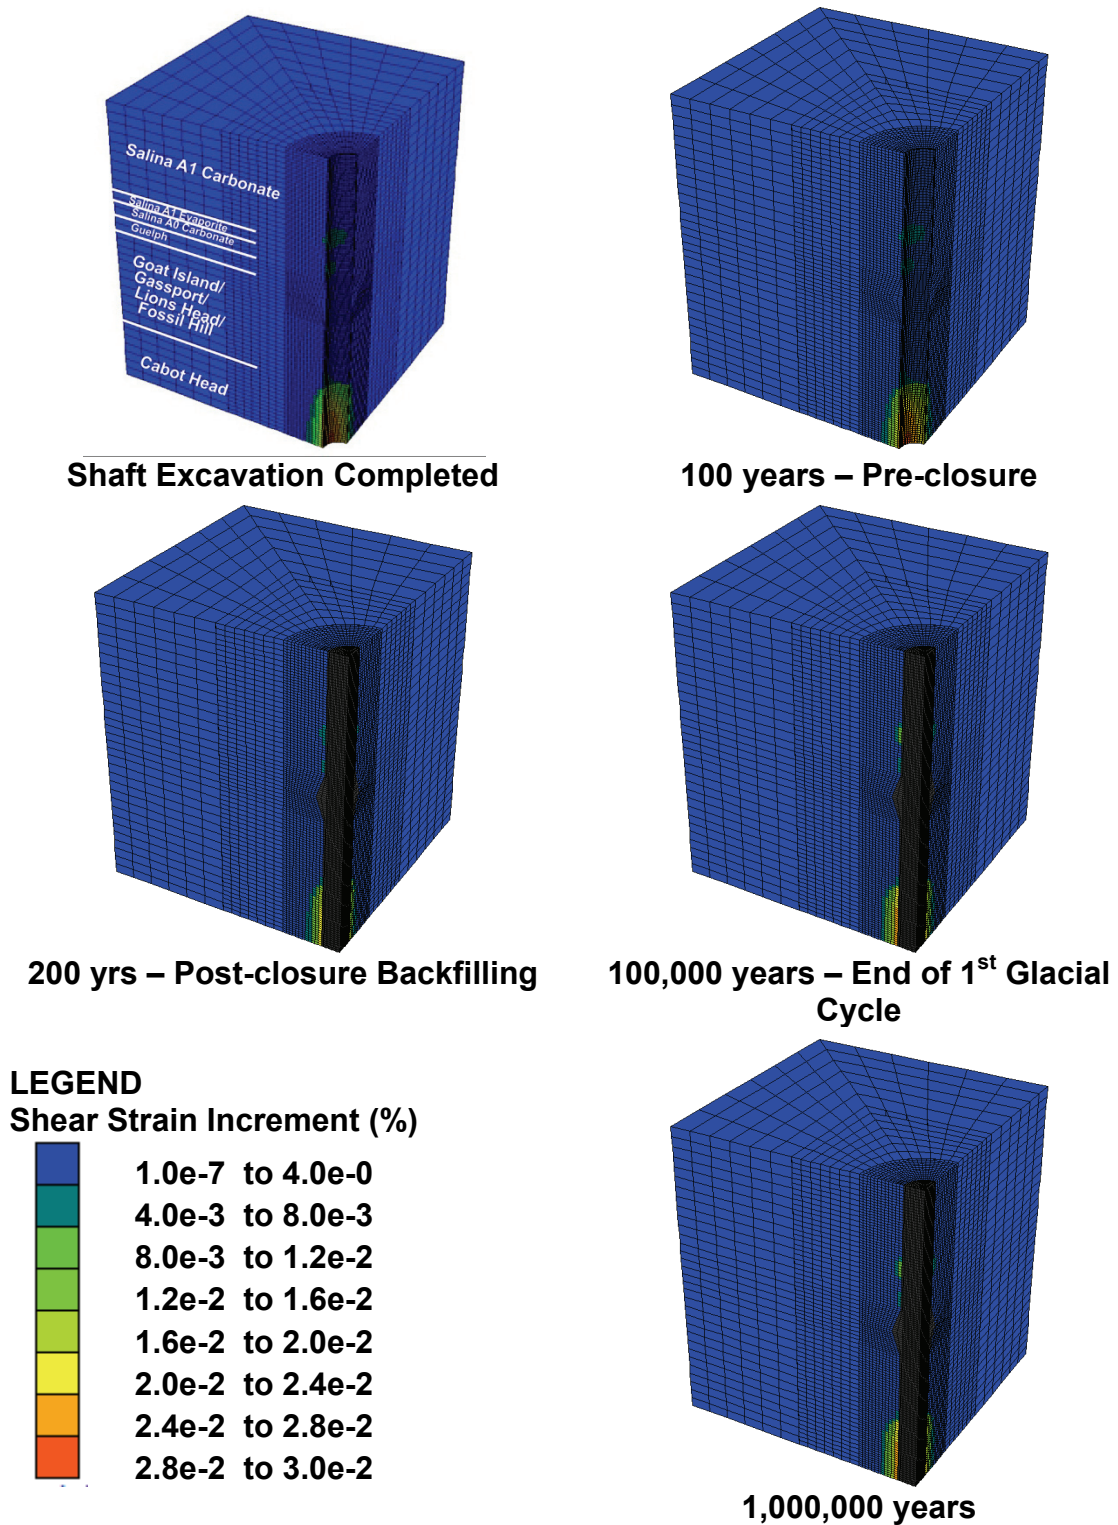 Salina A1 Carbonate
Salina A1 Evaporite
Salina A0 Carbonate
Guelph
Goat Island/
Gassport/
Lions Head/
Fossil Hill
Cabot Head
Shaft Excavation Completed
100 years – Pre-closure
200 yrs – Post-closure Backfilling
100,000 years – End of 1st Glacial
Cycle
LEGEND
Shear Strain Increment (%)
1.0e-7 to 4.0e-0
4.0e-3 to 8.0e-3
8.0e-3 to 1.2e-2
1.2e-2 to 1.6e-2
1.6e-2 to 2.0e-2
2.0e-2 to 2.4e-2
2.4e-2 to 2.8e-2
2.8e-2 to 3.0e-2
1,000,000 years